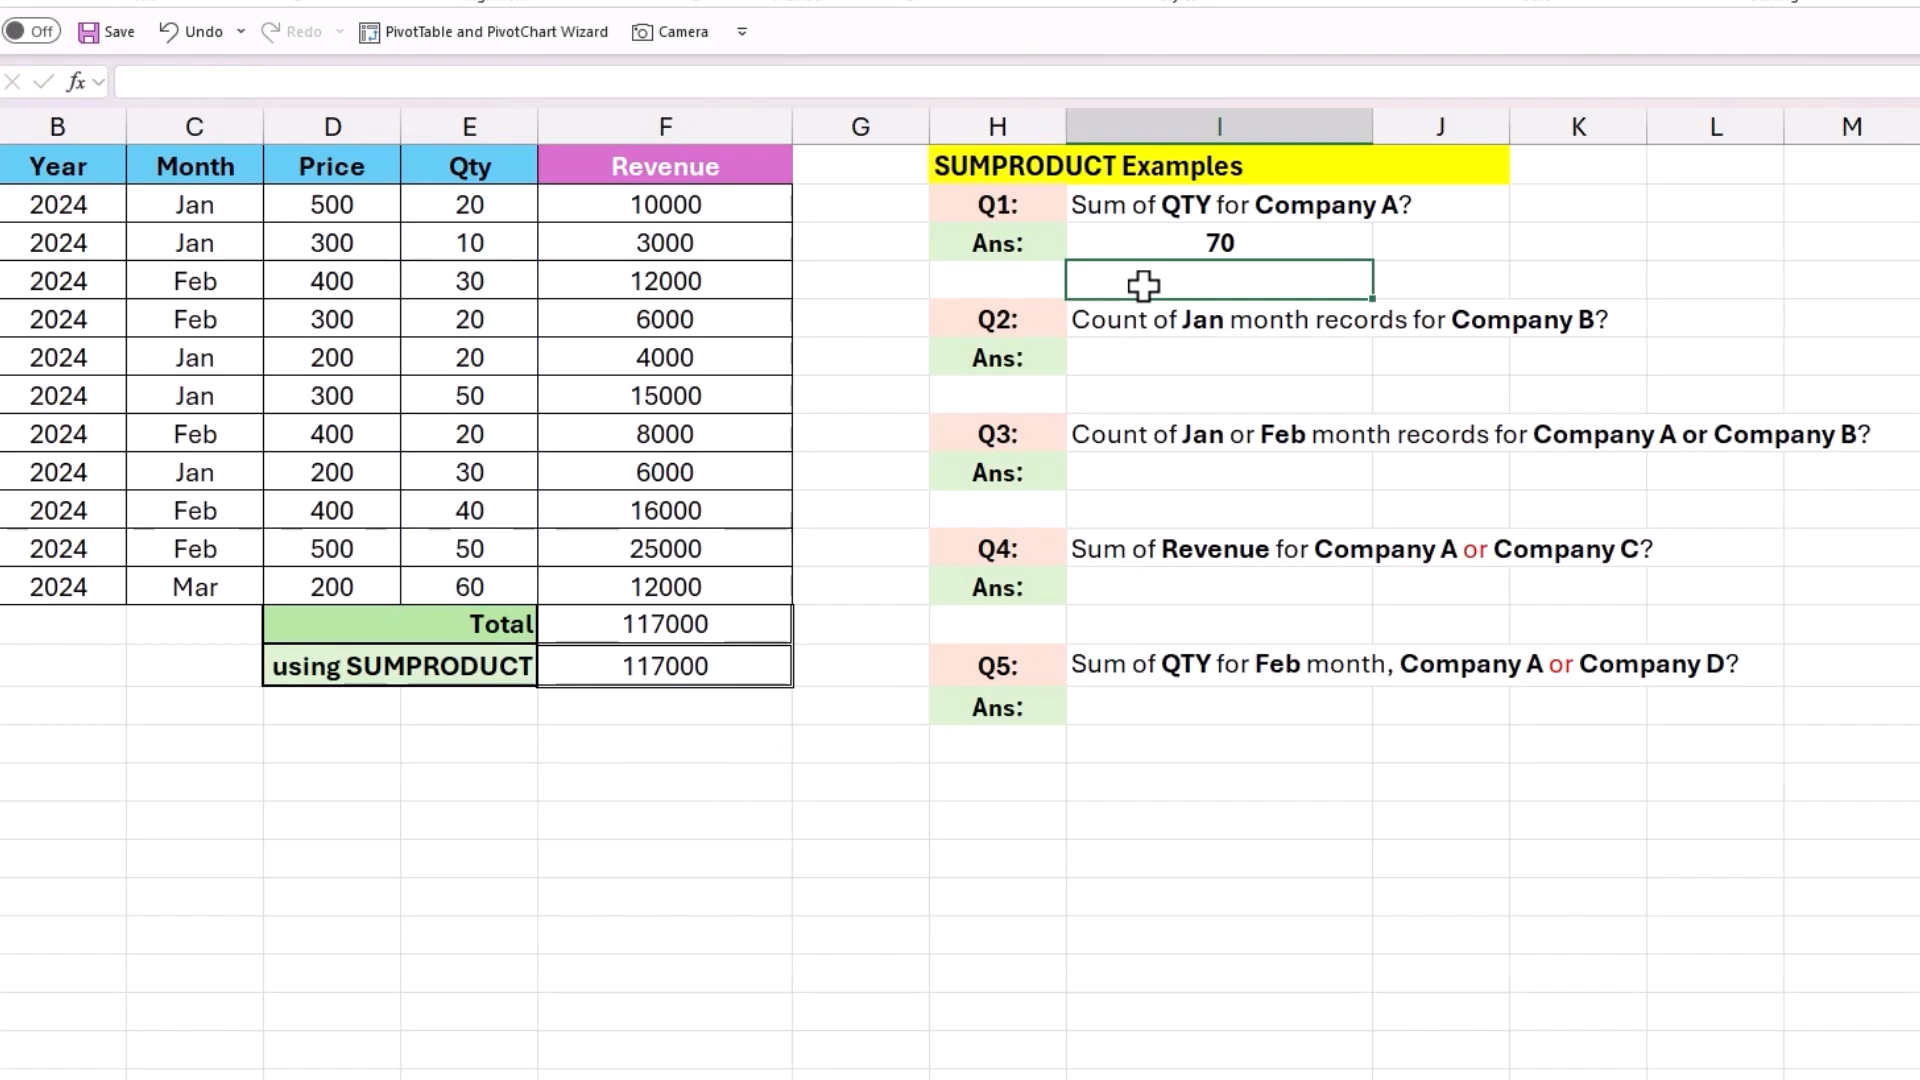 Off Save Undo Redo PivotTable and PivotChart Wizard Camera
fx
B C D E F G H I J K L M
Year Month Price Qty Revenue SUMPRODUCT Examples
2024 Jan 500 20 10000 Q1: Sum of QTY for Company A?
2024 Jan 300 10 3000 Ans: 70
2024 Feb 400 30 12000
2024 Feb 300 20 6000 Q2: Count of Jan month records for Company B?
2024 Jan 200 20 4000 Ans:
2024 Jan 300 50 15000
2024 Feb 400 20 8000 Q3: Count of Jan or Feb month records for Company A or Company B?
2024 Jan 200 30 6000 Ans:
2024 Feb 400 40 16000
2024 Feb 500 50 25000 Q4: Sum of Revenue for Company A or Company C?
2024 Mar 200 60 12000 Ans:
Total 117000
using SUMPRODUCT 117000 Q5: Sum of QTY for Feb month, Company A or Company D?
Ans: